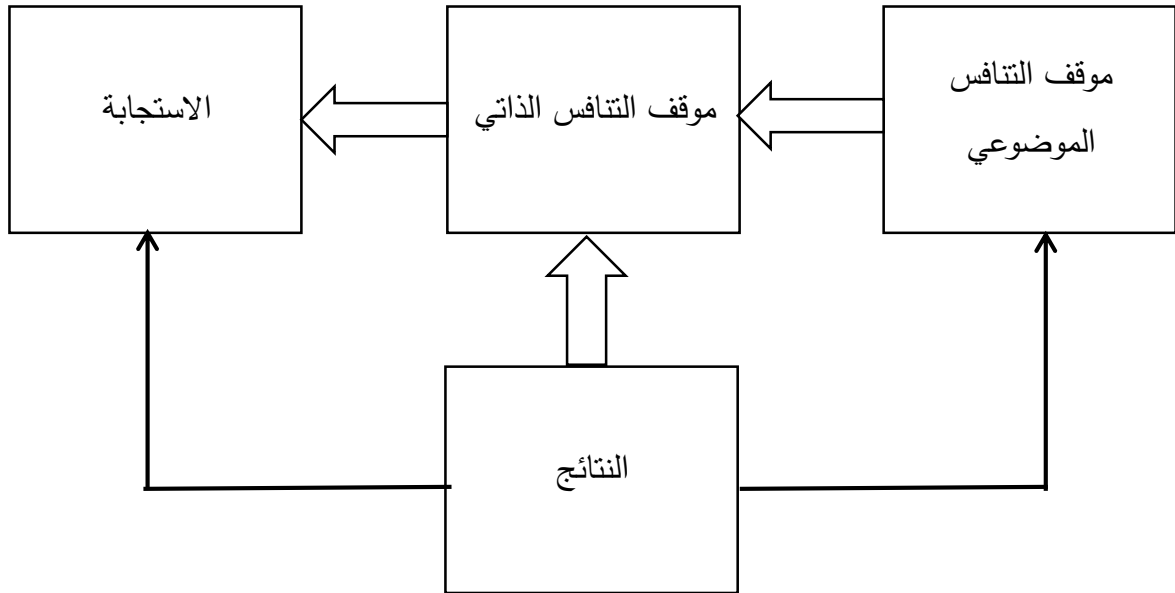 موقف التنافس
الموضوعي
موقف التنافس الذاتي
الاستجابة
النتائج